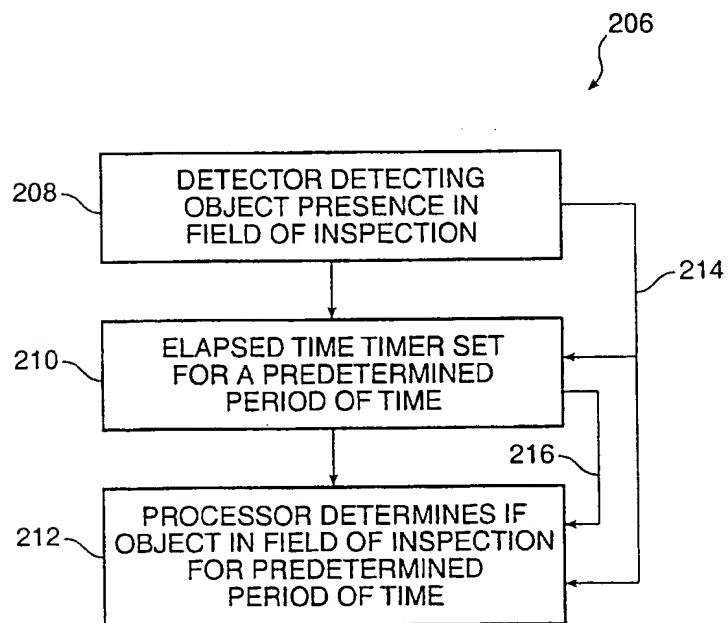 206
208
DETECTOR DETECTING
OBJECT PRESENCE IN
FIELD OF INSPECTION
214
210
ELAPSED TIME TIMER SET
FOR A PREDETERMINED
PERIOD OF TIME
216
212
PROCESSOR DETERMINES IF
OBJECT IN FIELD OF INSPECTION
FOR PREDETERMINED
PERIOD OF TIME